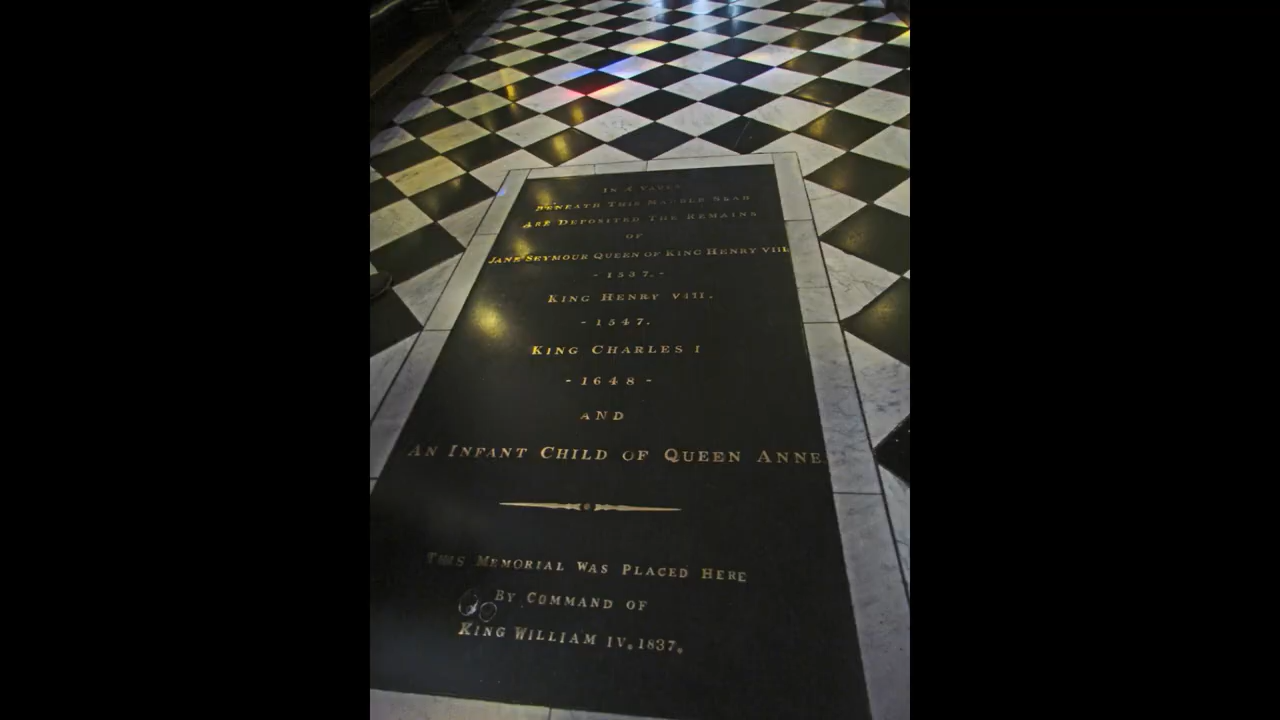 IN A VAULT
BENEATH THIS MARBLE SLAB
ARE DEPOSITED THE REMAINS
OF
JANE SEYMOUR QUEEN OF KING HENRY VIII
- 1537. -
KING HENRY VIII.
- 1547.
KING CHARLES I
- 1648 -
AND
AN INFANT CHILD OF QUEEN ANNE.
THIS MEMORIAL WAS PLACED HERE
BY COMMAND OF
KING WILLIAM IV. 1837.